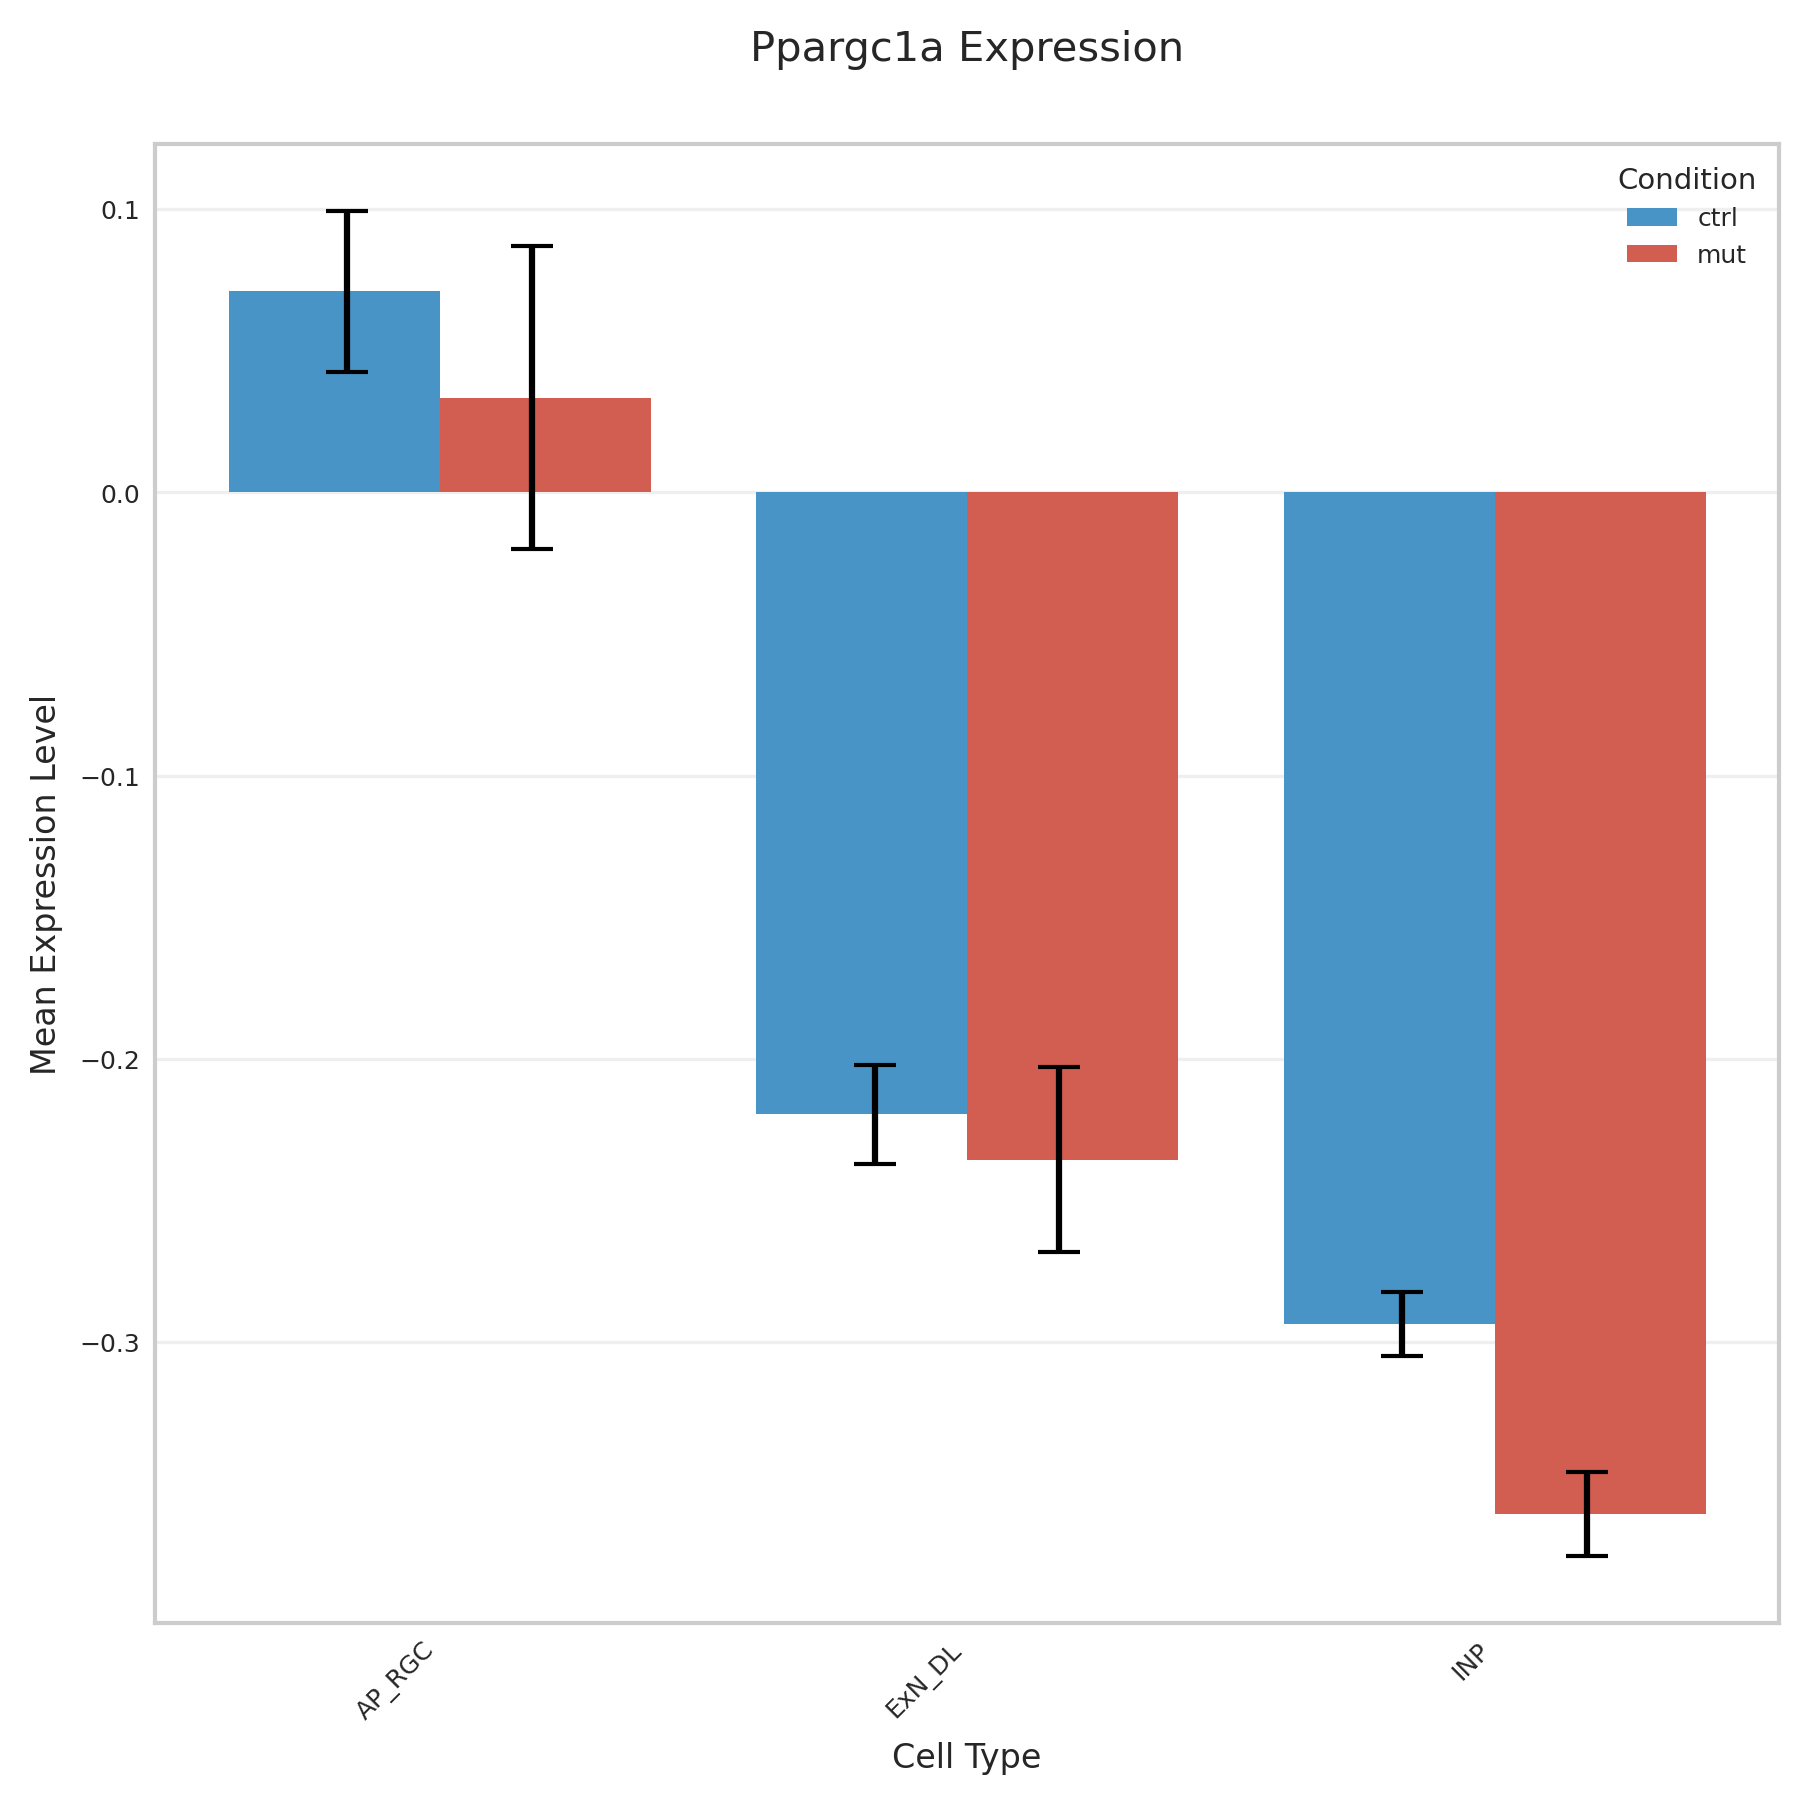 Ppargc1a Expression
Condition
ctrl
mut
0.1
0.0
−0.1
−0.2
−0.3
Mean Expression Level
AP_RGC
ExN_DL
INP
Cell Type